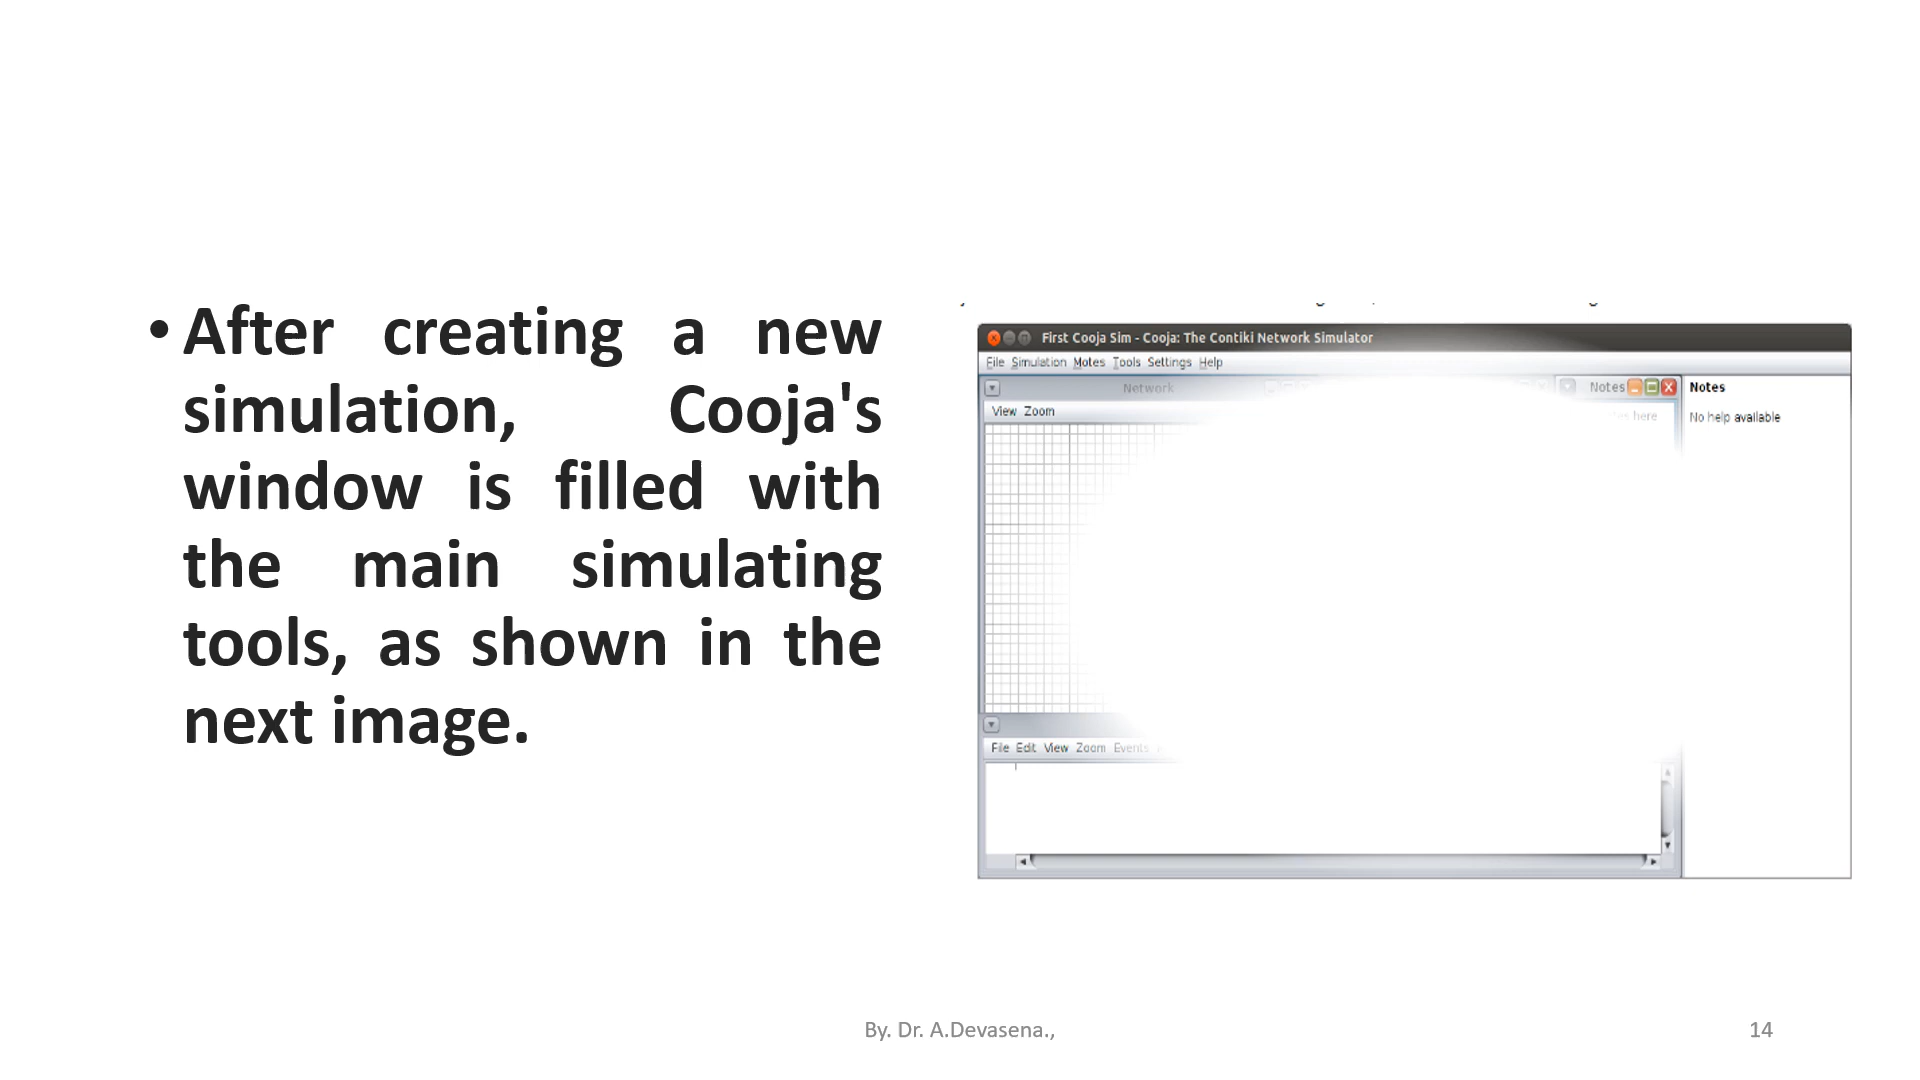 • After creating a new
simulation, Cooja's
window is filled with
the main simulating
tools, as shown in the
next image.
First Cooja Sim - Cooja: The Contiki Network Simulator
File Simulation Motes Tools Settings Help
Network
Notes
Notes
View Zoom
here
No help available
File Edit View Zoom Events
By. Dr. A.Devasena.,
14